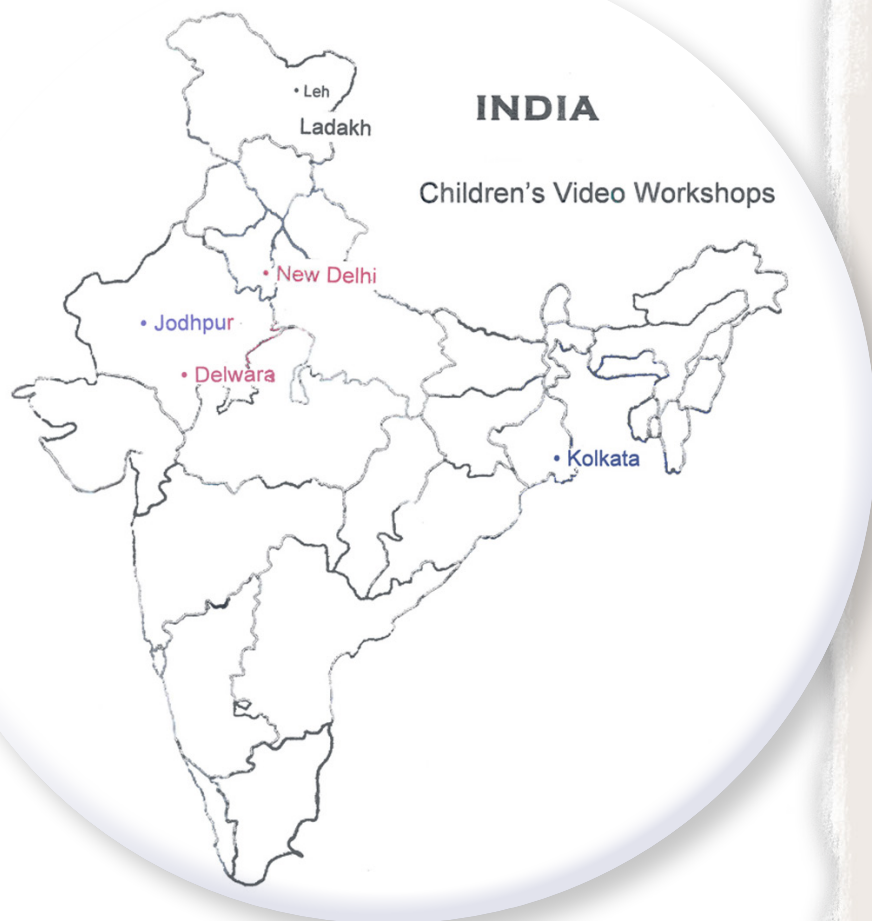 • Leh
INDIA
Ladakh
Children's Video Workshops
• New Delhi
• Jodhpur
• Delwara
• Kolkata